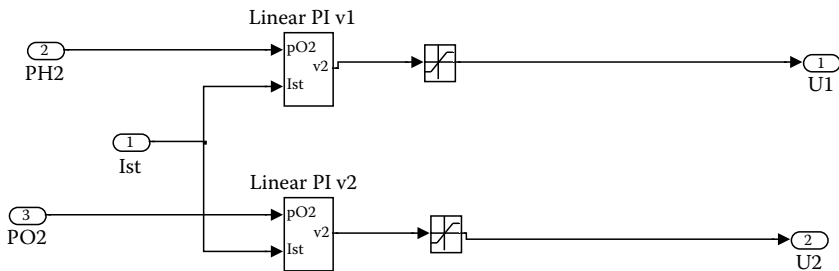 Linear PI v1
2
PH2
pO2
v2
Ist
1
U1
1
Ist
Linear PI v2
3
PO2
pO2
v2
Ist
2
U2